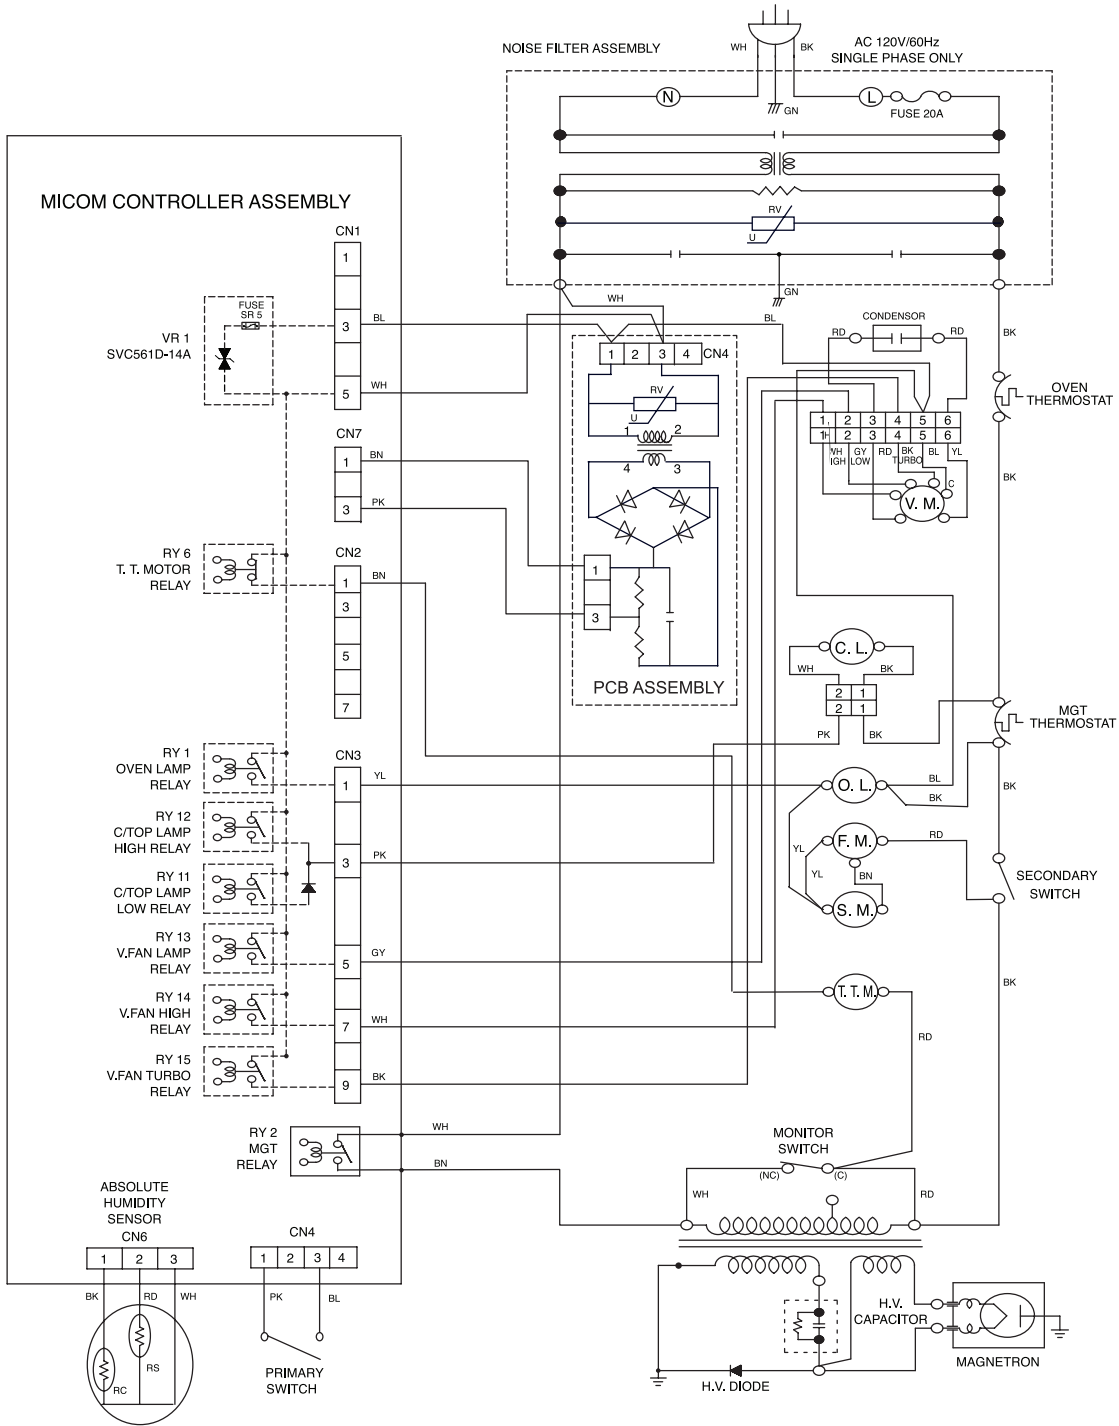 NOISE FILTER ASSEMBLY
WH
BK
AC 120V/60Hz
SINGLE PHASE ONLY
N
L
GN
FUSE 20A
RV
U
GN
MICOM CONTROLLER ASSEMBLY
CN1
1
3
5
FUSE
SR 5
VR 1
SVC561D-14A
BL
WH
WH
BL
1 2 3 4 CN4
RV
U
1 2
4 3
1
3
PCB ASSEMBLY
CONDENSOR
RD
RD
BK
OVEN
THERMOSTAT
1 2 3 4 5 6
1 2 3 4 5 6
WH GY RD BK BL YL
HIGH LOW TURBO
C
V. M.
BK
CN7
1
3
BN
PK
RY 6
T. T. MOTOR
RELAY
CN2
1
3
5
7
BN
C. L.
WH
BK
2 1
2 1
PK
BK
MGT
THERMOSTAT
RY 1
OVEN LAMP
RELAY
CN3
1
YL
O. L.
BL
BK
BK
RY 12
C/TOP LAMP
HIGH RELAY
3
PK
F. M.
RD
YL
YL
BN
S. M.
SECONDARY
SWITCH
RY 11
C/TOP LAMP
LOW RELAY
RY 13
V.FAN LAMP
RELAY
5
GY
T. T. M.
BK
RD
RY 14
V.FAN HIGH
RELAY
7
WH
RY 15
V.FAN TURBO
RELAY
9
BK
RY 2
MGT
RELAY
WH
BN
MONITOR
SWITCH
(NC)
(C)
WH
RD
ABSOLUTE
HUMIDITY
SENSOR
CN6
1 2 3
BK
RD
WH
RS
RC
CN4
1 2 3 4
PK
BL
PRIMARY
SWITCH
H.V.
CAPACITOR
H.V. DIODE
MAGNETRON